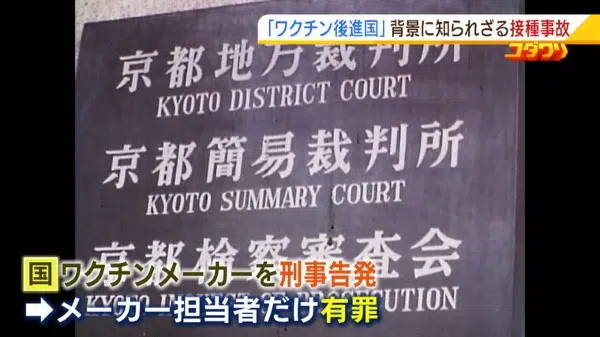 「ワクチン後進国」背景に知られざる接種事故
コダワリ
京都地方裁判所
KYOTO DISTRICT COURT
京都簡易裁判所
KYOTO SUMMARY COURT
京都検察審査会
KYOTO
OF PROSECUTION
国 ワクチンメーカーを刑事告発
➡メーカー担当者だけ有罪